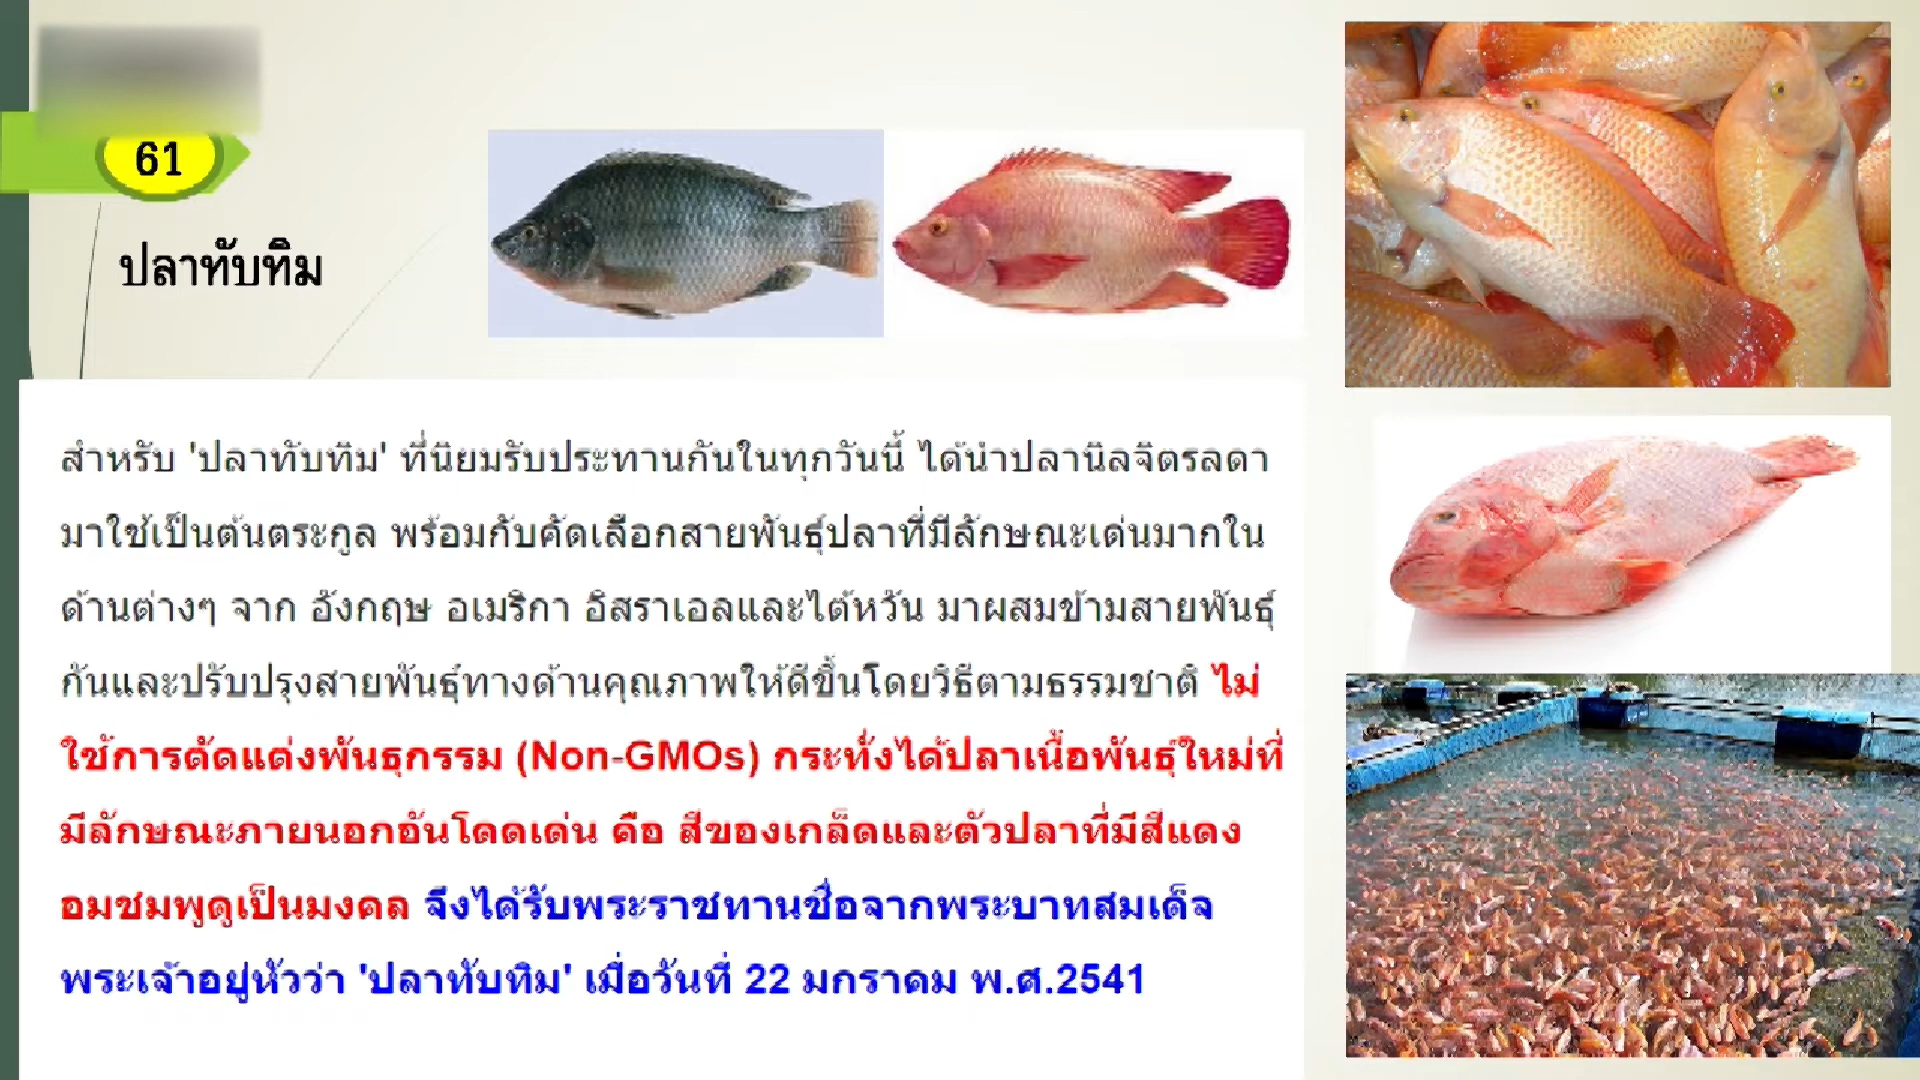 61
ปลาทับทิม
สำหรับ 'ปลาทับทิม' ที่นิยมรับประทานกันในทุกวันนี้ ได้นำปลานิลจิตรลดา
มาใช้เป็นต้นตระกูล พร้อมกับคัดเลือกสายพันธุ์ปลาที่มีลักษณะเด่นมากใน
ด้านต่างๆ จาก อังกฤษ อเมริกา อิสราเอลและไต้หวัน มาผสมข้ามสายพันธุ์
กันและปรับปรุงสายพันธุ์ทางด้านคุณภาพให้ดีขึ้นโดยวิธีตามธรรมชาติ ไม่
ใช้การตัดแต่งพันธุกรรม (Non-GMOs) กระทั่งได้ปลาเนื้อพันธุ์ใหม่ที่
มีลักษณะภายนอกอันโดดเด่น คือ สีของเกล็ดและตัวปลาที่มีสีแดง
อมชมพูดูเป็นมงคล จึงได้รับพระราชทานชื่อจากพระบาทสมเด็จ
พระเจ้าอยู่หัวว่า 'ปลาทับทิม' เมื่อวันที่ 22 มกราคม พ.ศ.2541